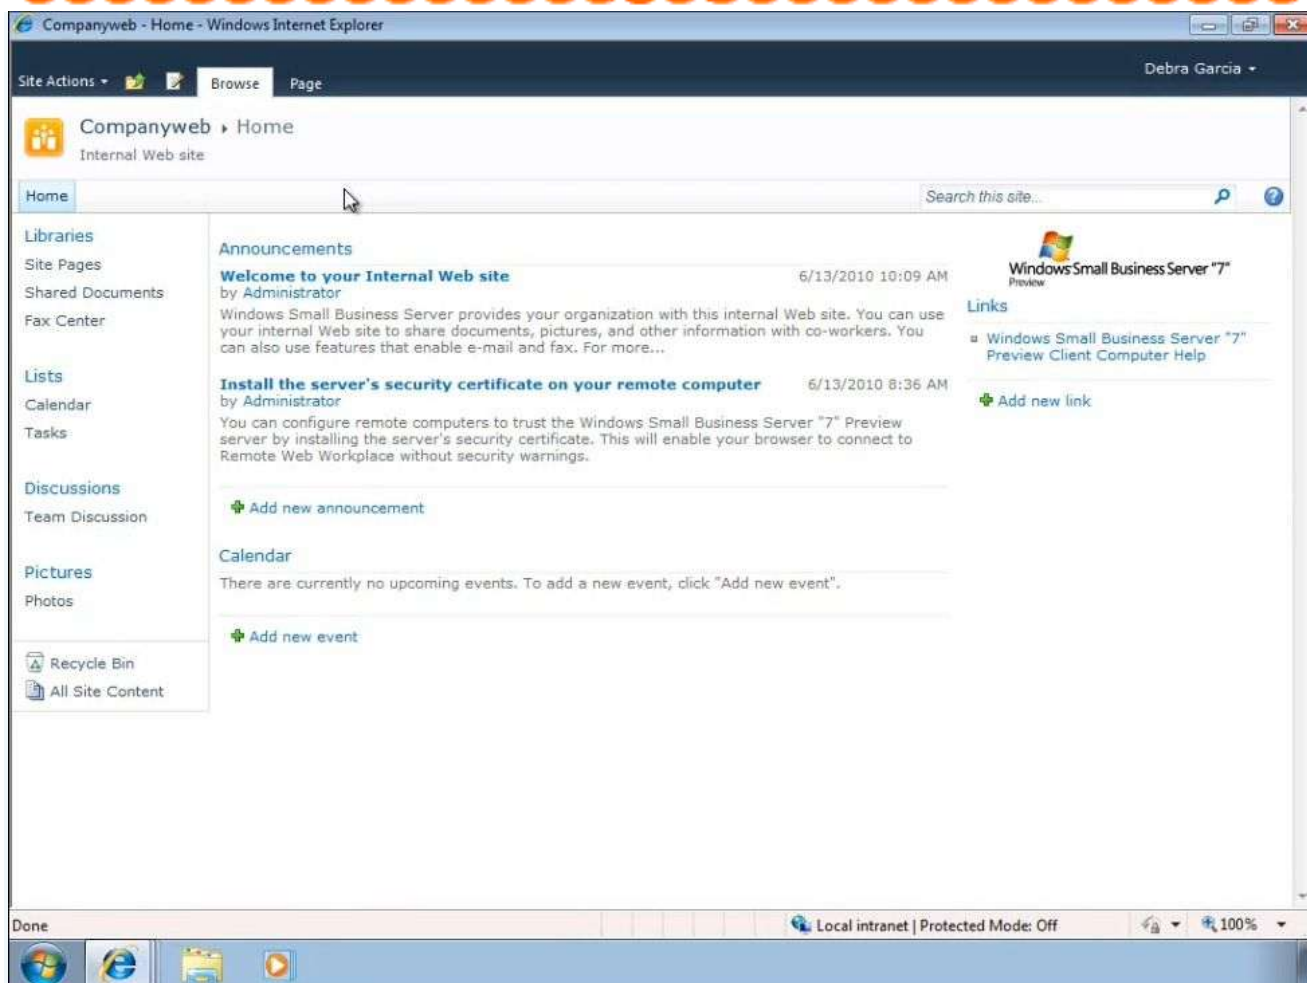 Companyweb - Home - Windows Internet Explorer
Site Actions
Browse
Page
Debra Garcia
Companyweb Home
Internal Web site
Home
Search this site...
Libraries
Site Pages
Shared Documents
Fax Center
Lists
Calendar
Tasks
Discussions
Team Discussion
Pictures
Photos
Recycle Bin
All Site Content
Announcements
Welcome to your Internal Web site 6/13/2010 10:09 AM
by Administrator
Windows Small Business Server provides your organization with this internal Web site. You can use
your internal Web site to share documents, pictures, and other information with co-workers. You
can also use features that enable e-mail and fax. For more...
Install the server's security certificate on your remote computer 6/13/2010 8:36 AM
by Administrator
You can configure remote computers to trust the Windows Small Business Server "7" Preview
server by installing the server's security certificate. This will enable your browser to connect to
Remote Web Workplace without security warnings.
Add new announcement
Calendar
There are currently no upcoming events. To add a new event, click "Add new event".
Add new event
Windows Small Business Server "7"
Preview
Links
Windows Small Business Server "7"
Preview Client Computer Help
Add new link
Done
Local intranet | Protected Mode: Off
100%